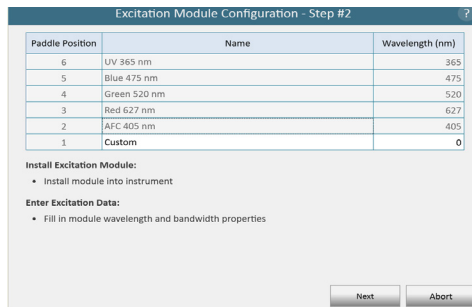 Excitation Module Configuration - Step #2
?
Paddle Position Name Wavelength (nm)
6 UV 365 nm 365
5 Blue 475 nm 475
4 Green 520 nm 520
3 Red 627 nm 627
2 AFC 405 nm 405
1 Custom 0
Install Excitation Module:
• Install module into instrument
Enter Excitation Data:
• Fill in module wavelength and bandwidth properties
Next Abort